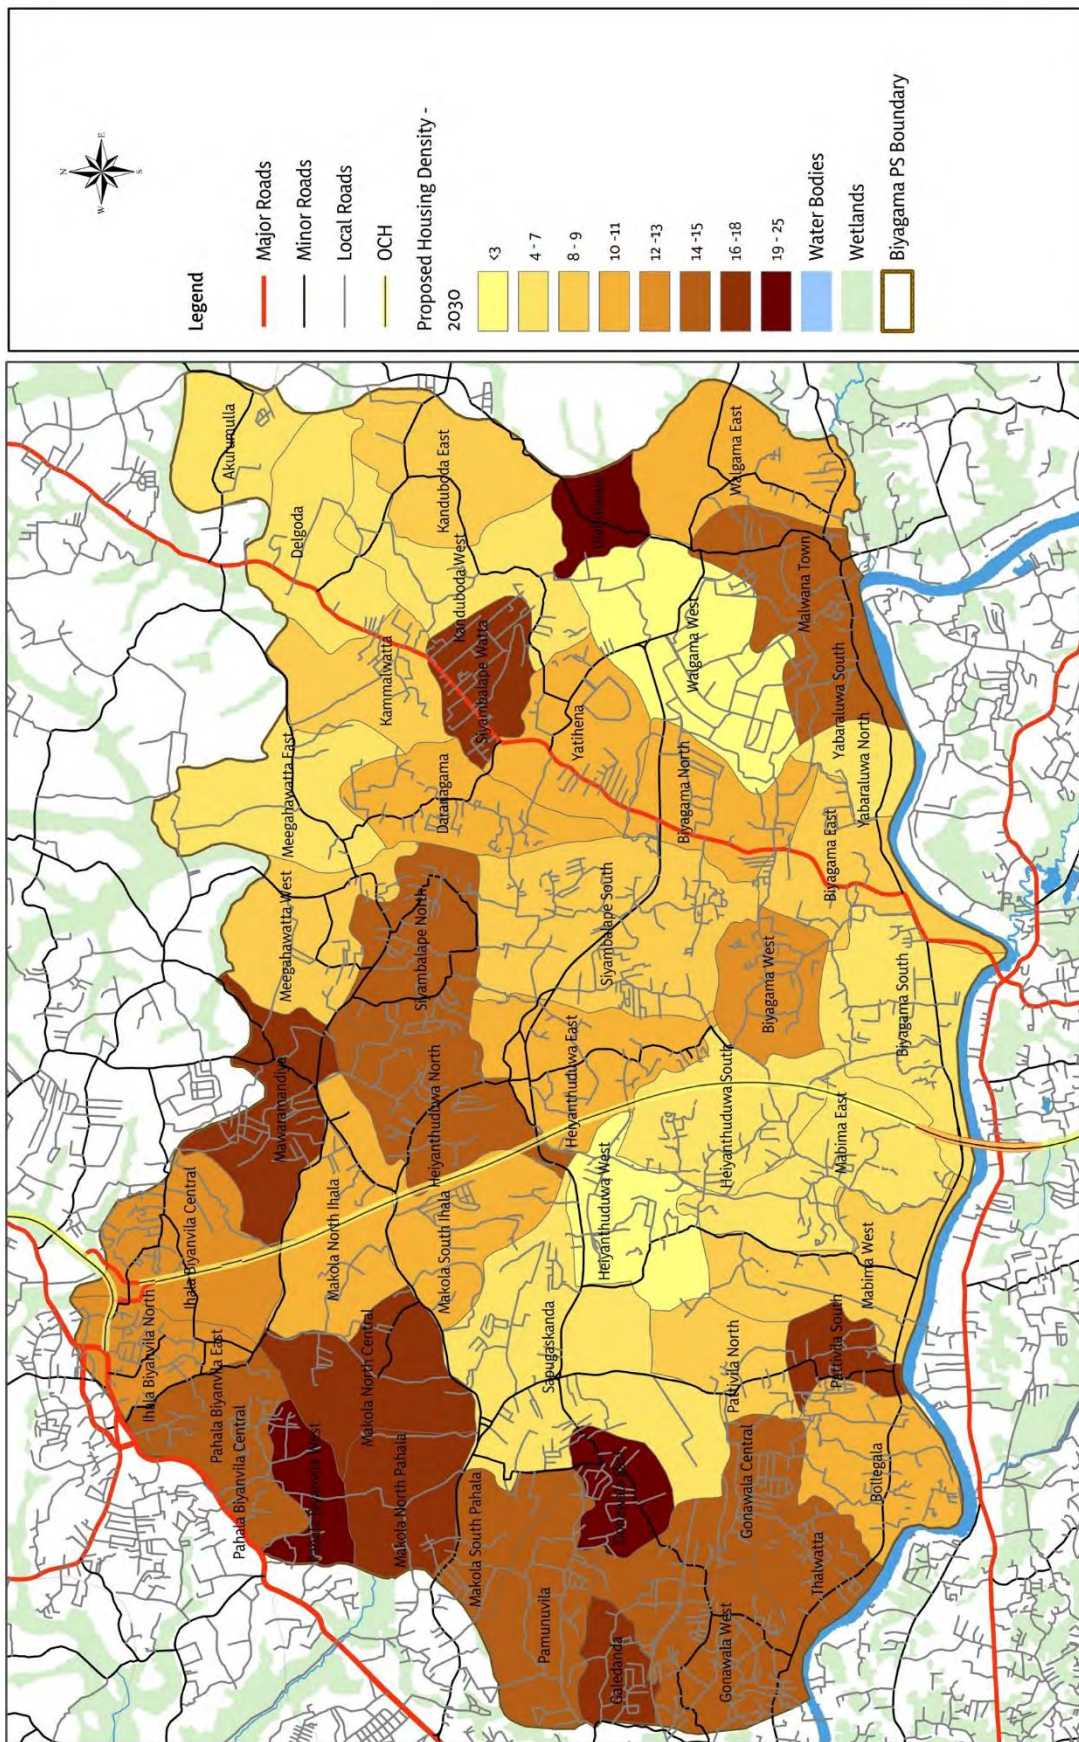 N
W
E
S
Legend
Major Roads
Minor Roads
Local Roads
OCH
Proposed Housing Density -
2030
<3
4 - 7
8 - 9
10 -11
12 -13
14 -15
16 -18
19 - 25
Water Bodies
Wetlands
Biyagama PS Boundary
Akurumulla
Delgoda
Kanduboda East
Kanduboda West
Kammalwatta
Siyambalape Watta
Walgama East
Malwana Town
Walgama West
Yabaraluwa South
Yabaraluwa North
Yatihena
Biyagama North
Biyagama East
Meegahawatta East
Dataragama
Meegahawatta West
Siyambalape North
Siyambalape South
Biyagama West
Biyagama South
Mawaramandiya
Heiyanthuduwa North
Heiyanthuduwa East
Heiyanthuduwa South
Heiyanthuduwa West
Mabima East
Mabima West
Ihala Biyanvila Central
Ihala Biyanvila North
Makola North Ihala
Makola South Ihala
Sapugaskanda
Pattivila North
Pattivila South
Pahala Biyanvila East
Pahala Biyanvila Central
Makola North Central
Makola North Pahala
Makola South Pahala
Gonawala Central
Bollegala
Thalwatta
Pamunuvila
Galedanda
Gonawala West